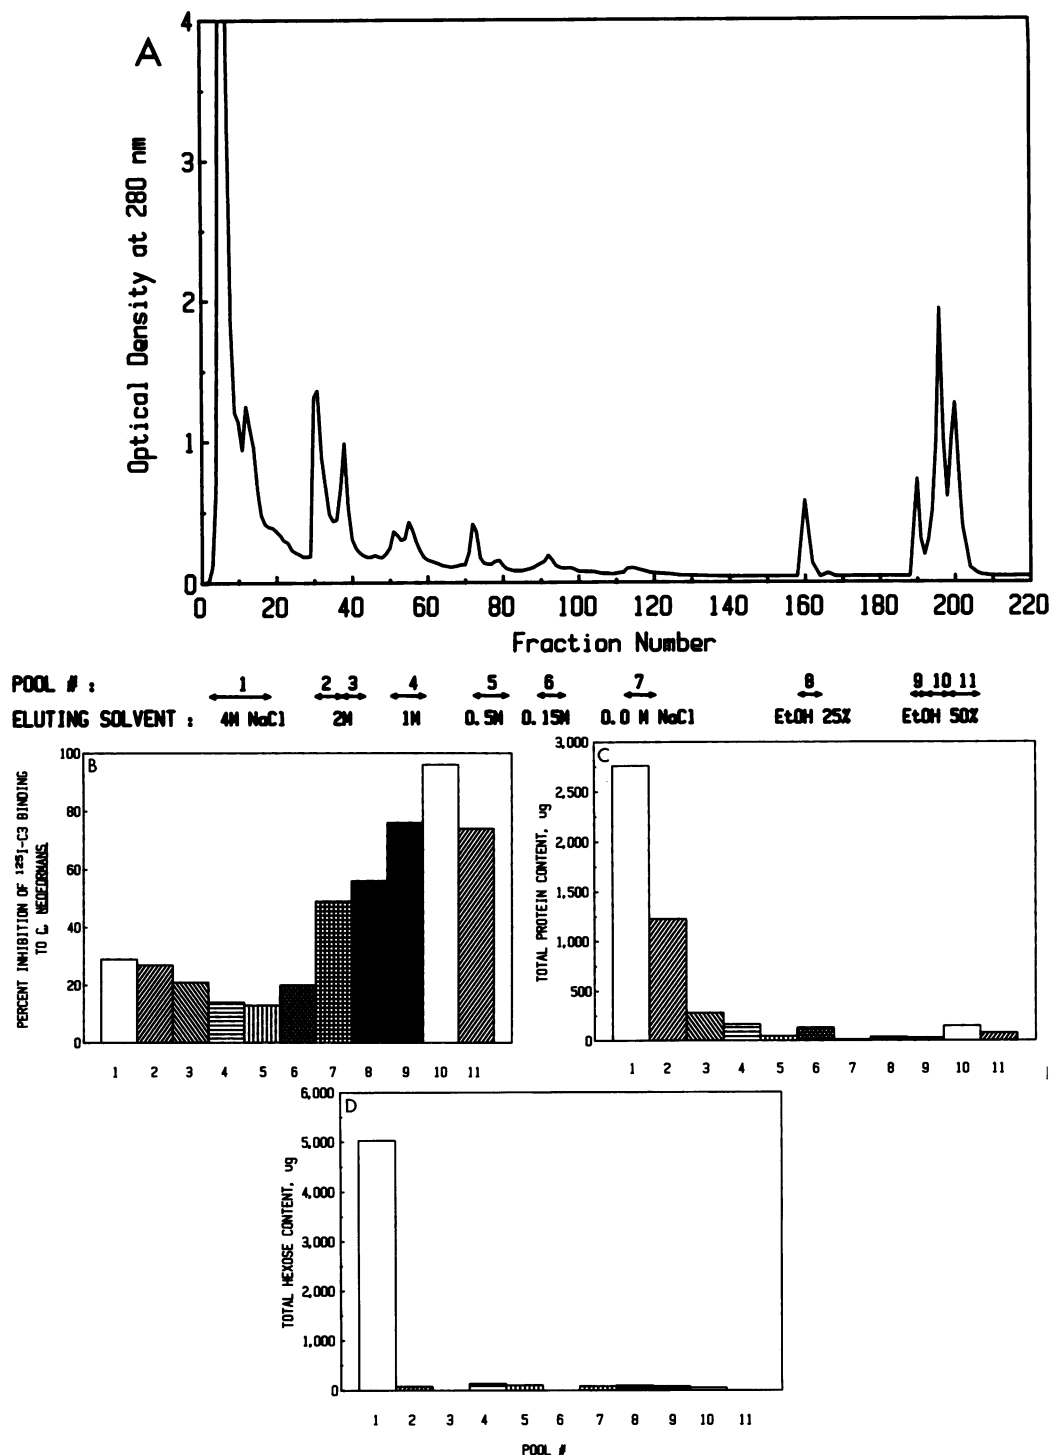 A
Optical Density at 280 nm
4
3
2
1
0
0 20 40 60 80 100 120 140 160 180 200 220
Fraction Number
POOL # : 1 2 3 4 5 6 7 8 9 10 11
ELUTING SOLVENT : 4M NaCl 2M 1M 0.5M 0.15M 0.0 M NaCl EtOH 25% EtOH 50%
B
PERCENT INHIBITION OF ¹²⁵I-C3 BINDING
TO C. NEOFORMANS.
100
80
60
40
20
0
1 2 3 4 5 6 7 8 9 10 11
C
TOTAL PROTEIN CONTENT, ug
3,000
2,500
2,000
1,500
1,000
500
0
1 2 3 4 5 6 7 8 9 10 11
D
TOTAL HEXOSE CONTENT, ug
6,000
5,000
4,000
3,000
2,000
1,000
0
1 2 3 4 5 6 7 8 9 10 11
POOL #